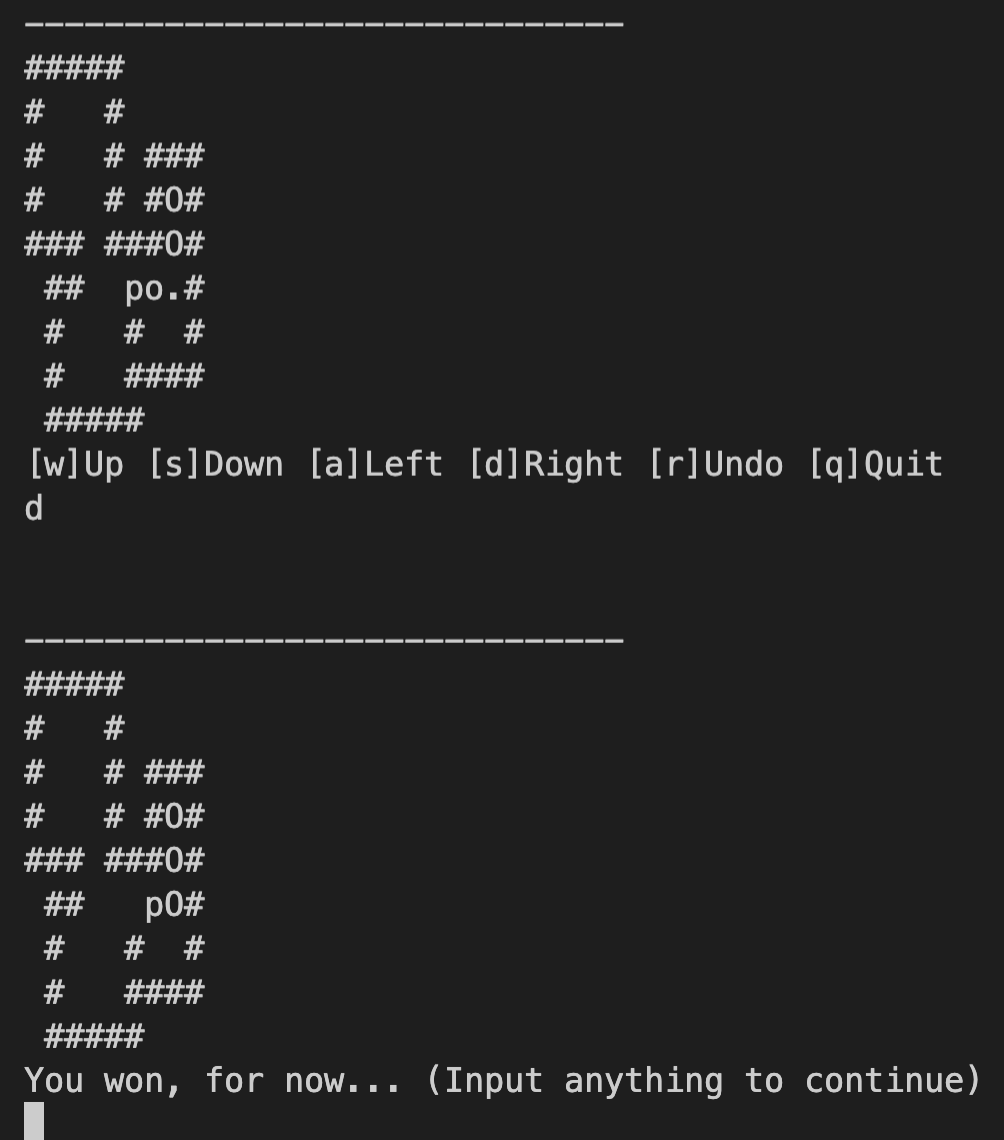 ------------------------------
#####
#   #
#   # ###
#   # #O#
### ###O#
 ##  po.#
 #   #  #
 #   ####
 #####
[w]Up [s]Down [a]Left [d]Right [r]Undo [q]Quit
d
------------------------------
#####
#   #
#   # ###
#   # #O#
### ###O#
 ##   pO#
 #   #  #
 #   ####
 #####
You won, for now... (Input anything to continue)